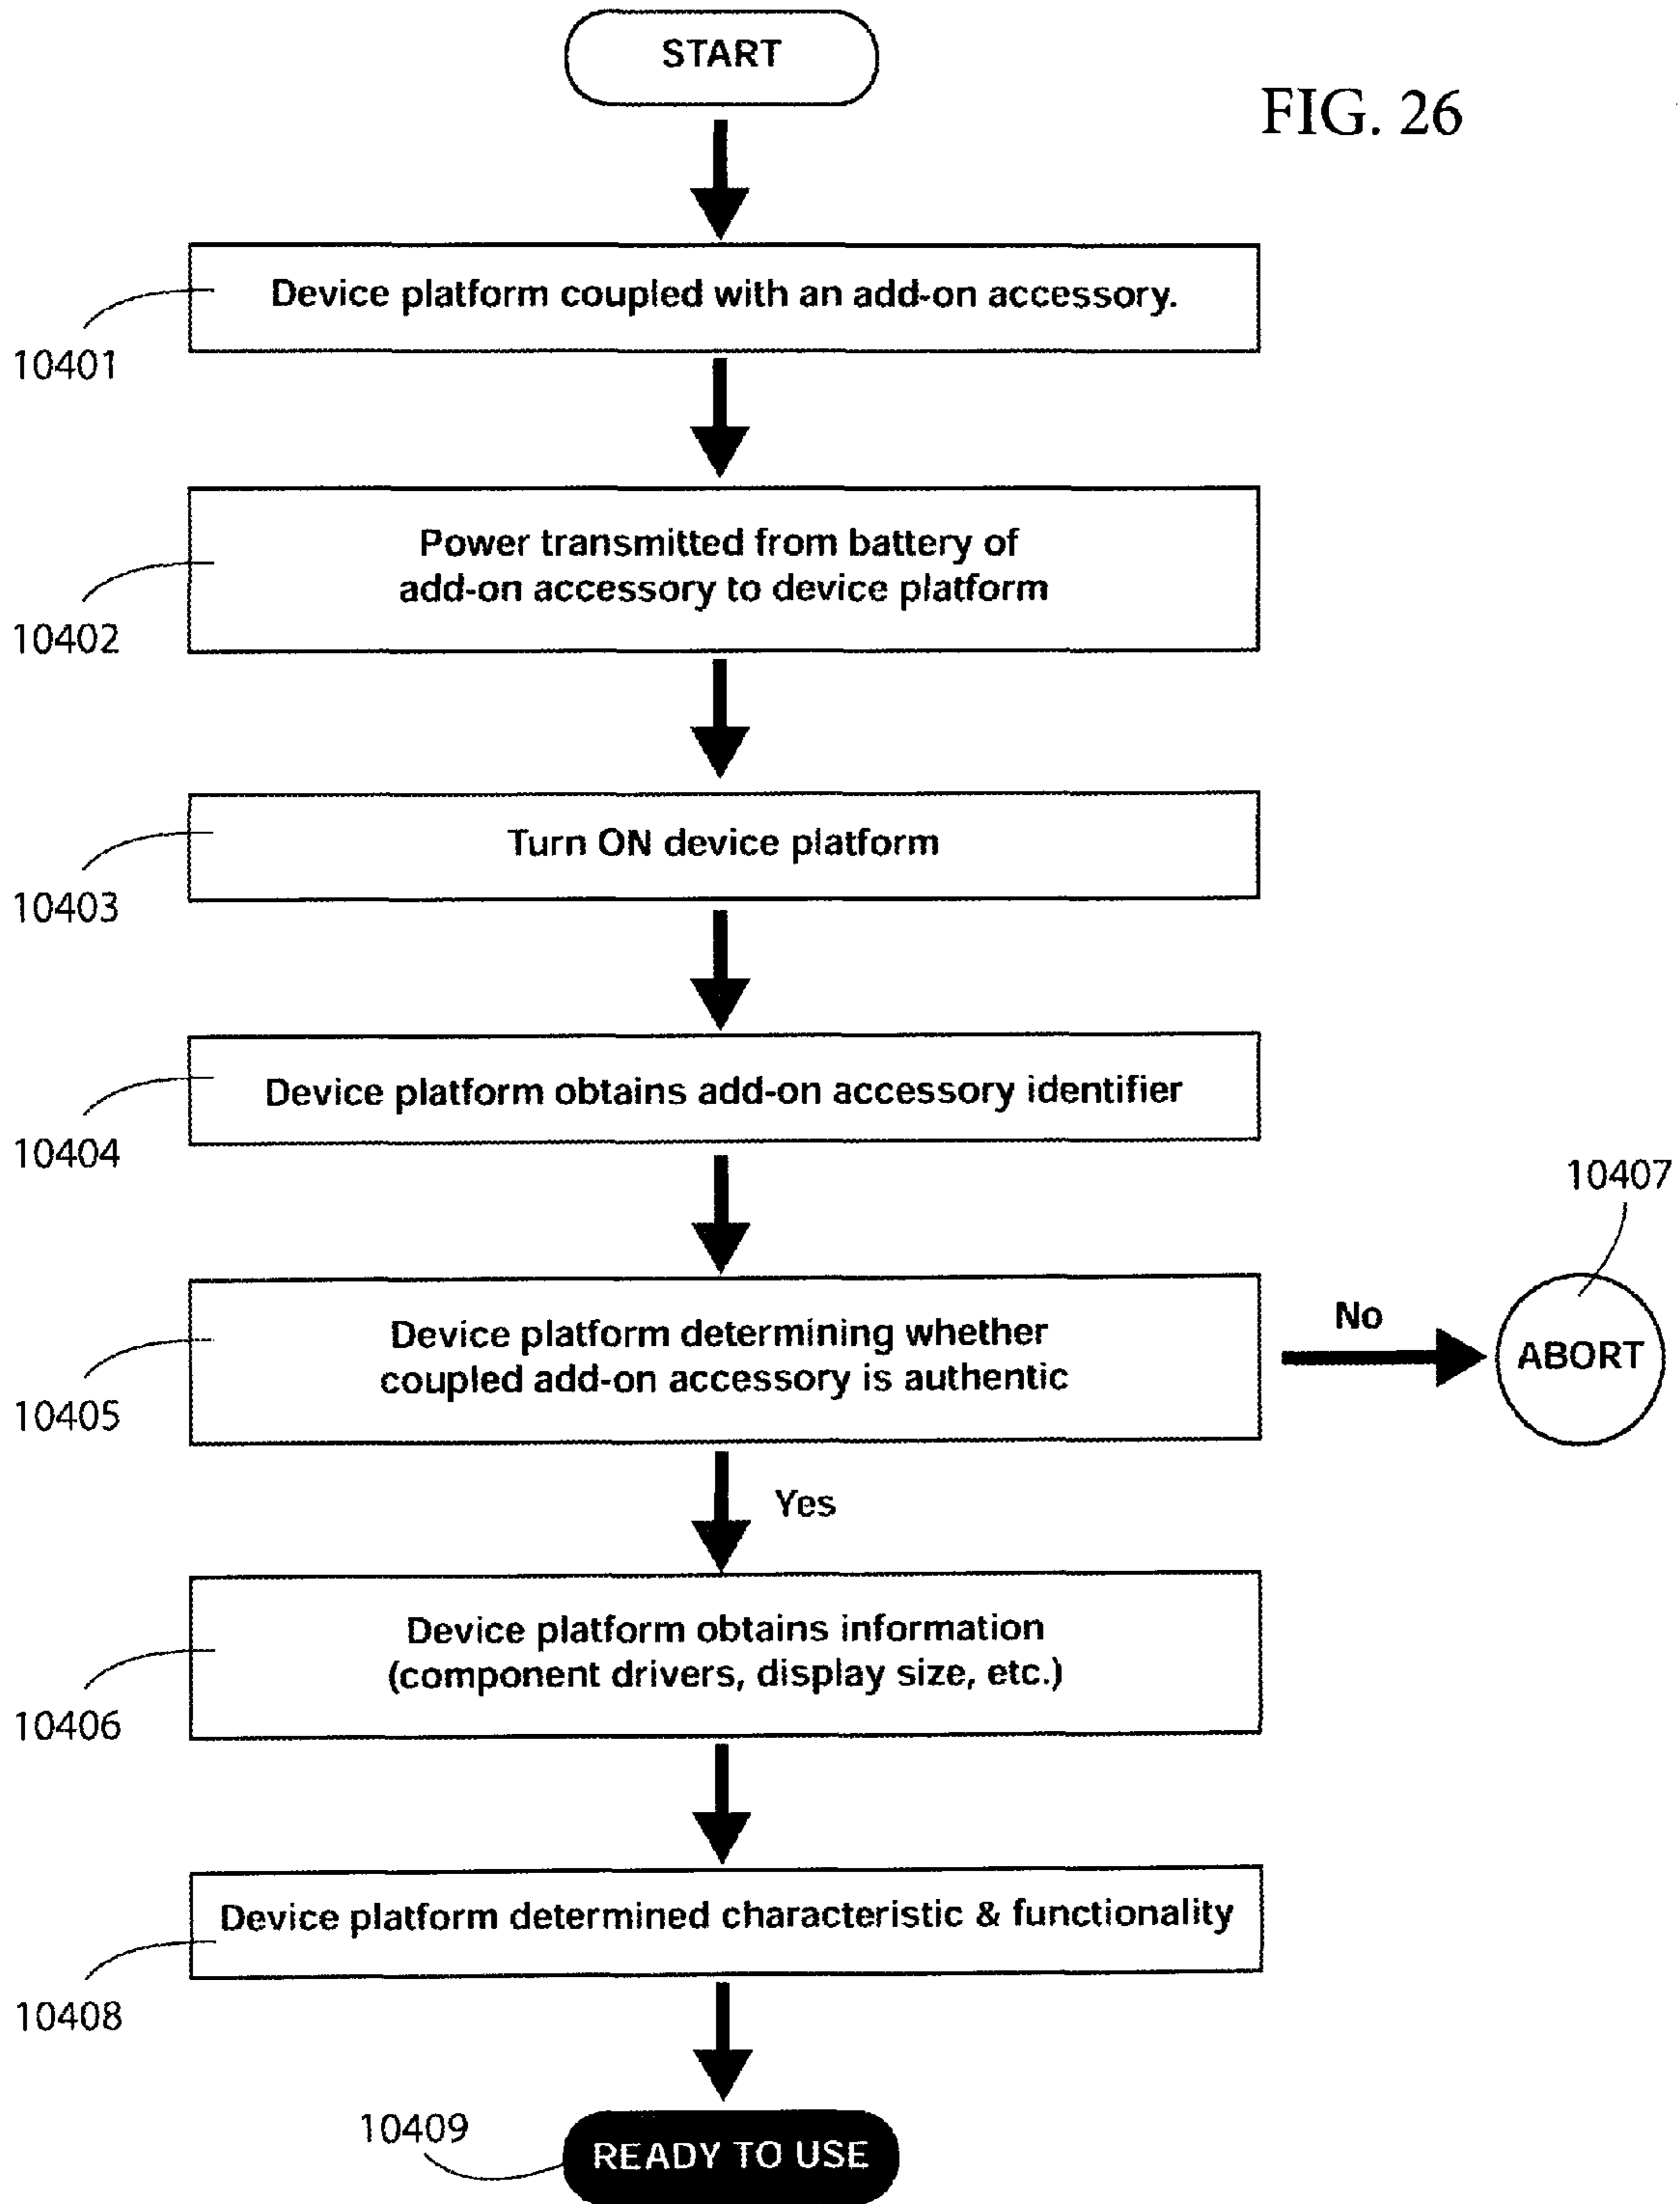 START
FIG. 26
Device platform coupled with an add-on accessory.
10401
Power transmitted from battery of
add-on accessory to device platform
10402
Turn ON device platform
10403
Device platform obtains add-on accessory identifier
10404
10407
Device platform determining whether
coupled add-on accessory is authentic
No
ABORT
10405
Yes
Device platform obtains information
(component drivers, display size, etc.)
10406
Device platform determined characteristic & functionality
10408
10409
READY TO USE